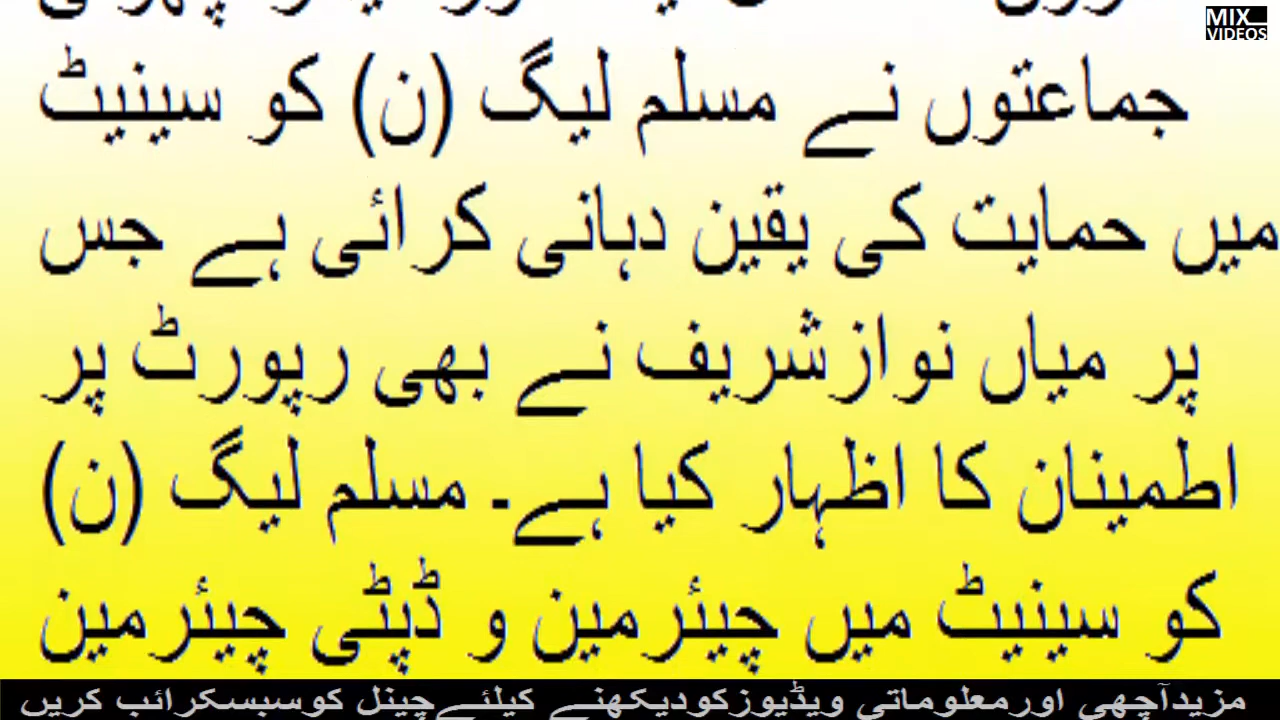 MIX
VIDEOS
جماعتوں نے مسلم لیگ (ن) کو سینیٹ
میں حمایت کی یقین دہانی کرائی ہے جس
پر میاں نوازشریف نے بھی رپورٹ پر
اطمینان کا اظہار کیا ہے۔ مسلم لیگ (ن)
کو سینیٹ میں چیئرمین و ڈپٹی چیئرمین
مزیدآچھی اورمعلوماتی ویڈیوزکودیکھنے کیلئےچینل کوسبسکرائب کریں